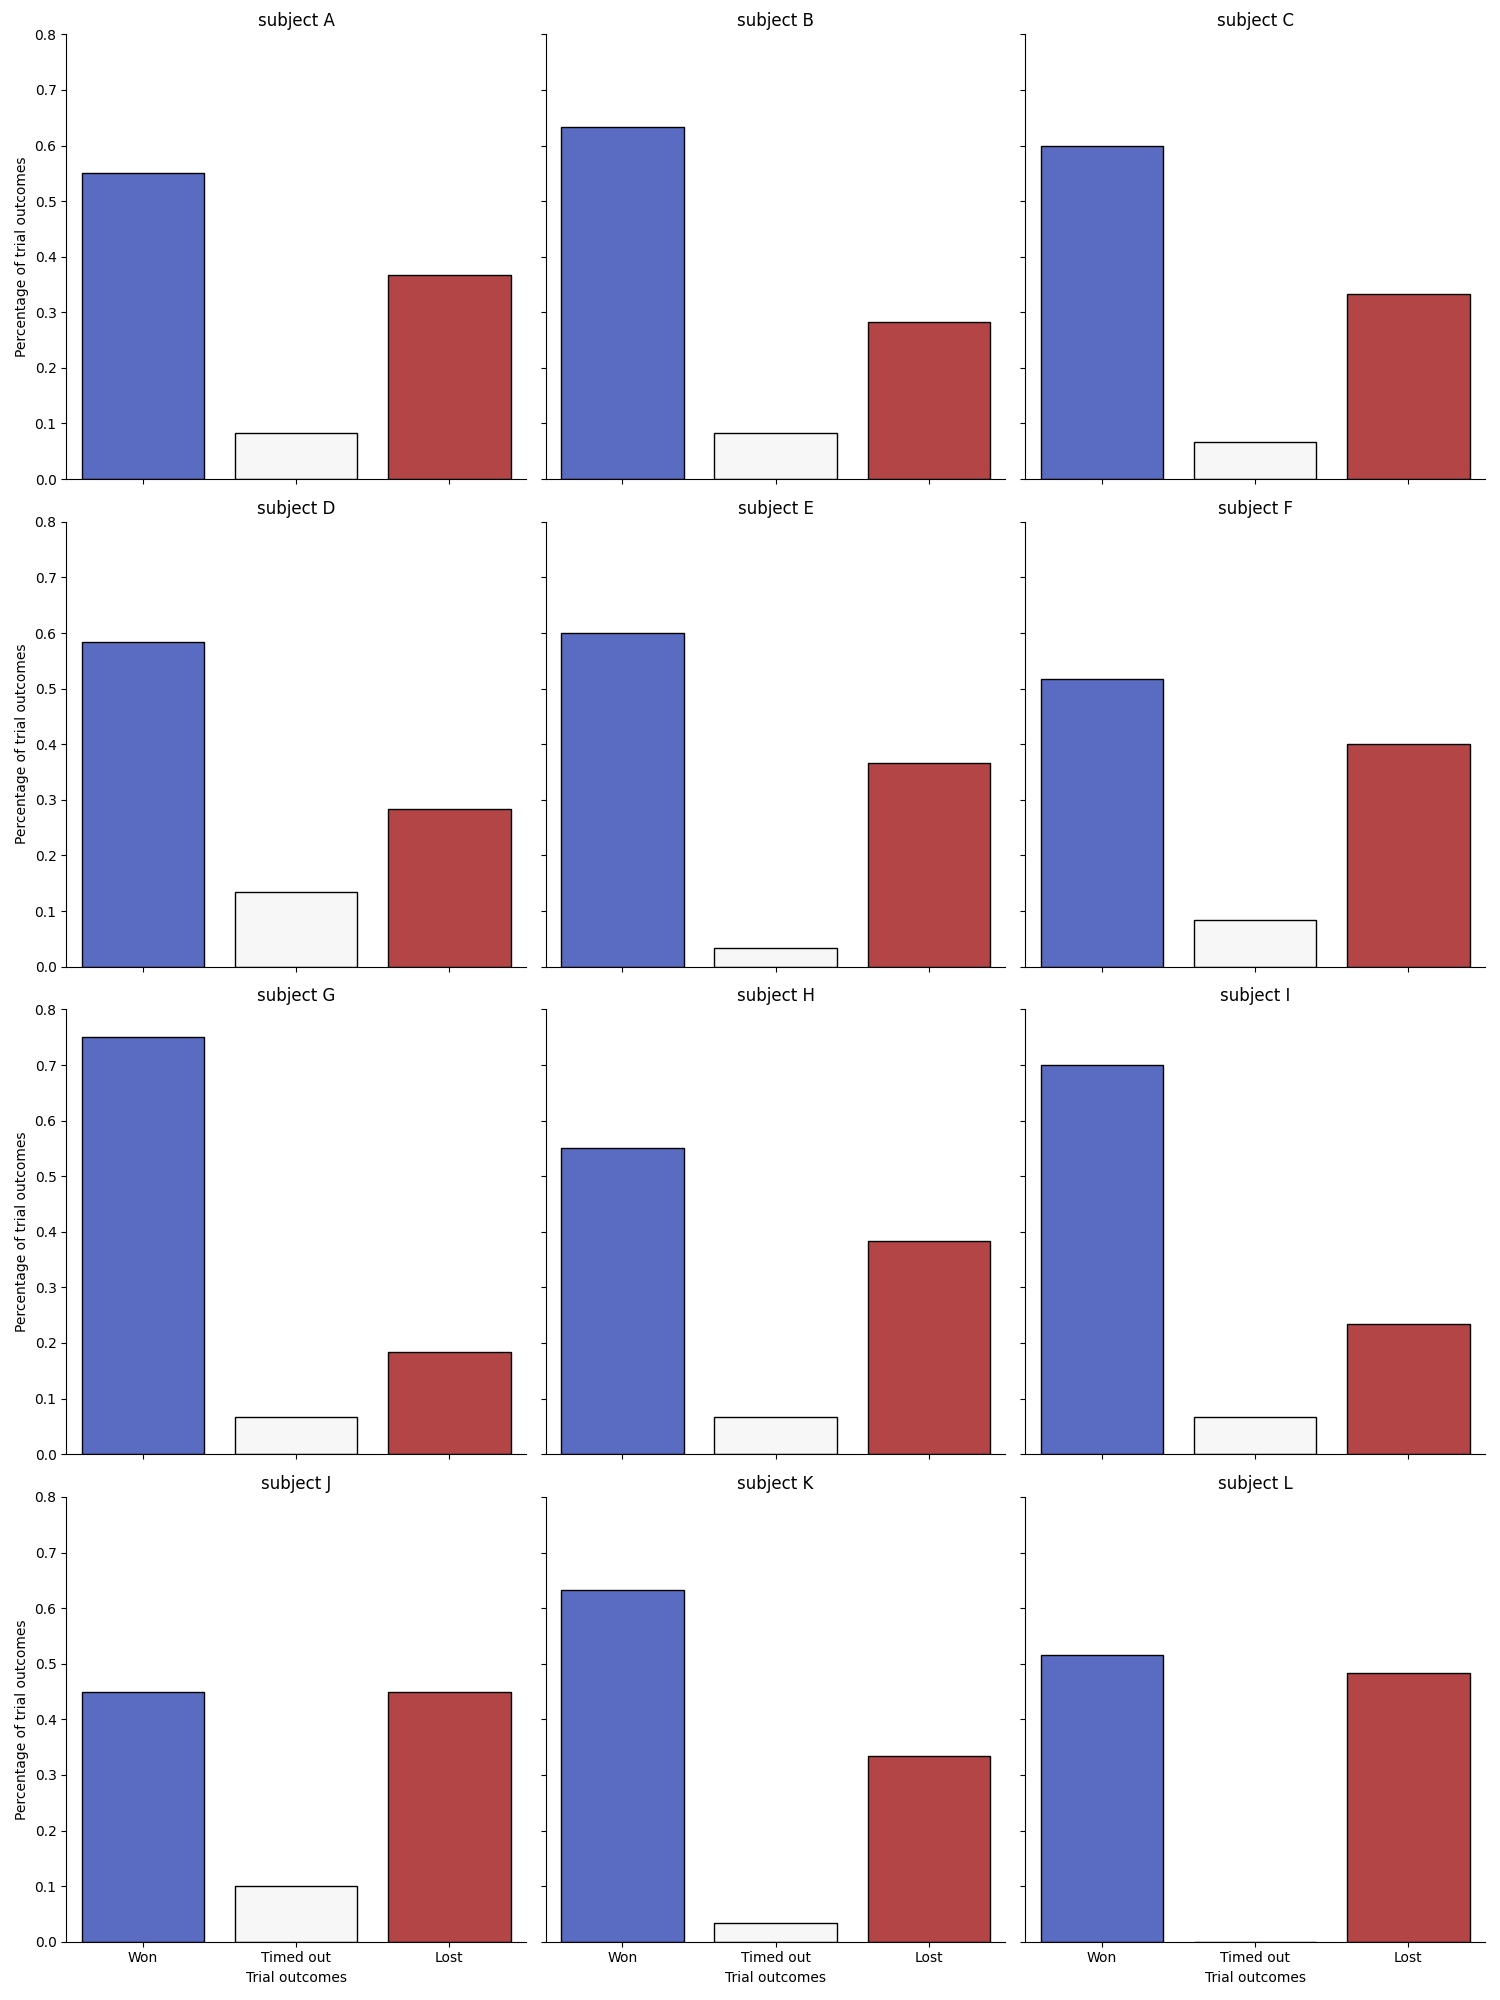 subject A
subject B
subject C
0.8
0.7
0.6
0.5
0.4
0.3
0.2
0.1
0.0
Percentage of trial outcomes
subject D
subject E
subject F
0.8
0.7
0.6
0.5
0.4
0.3
0.2
0.1
0.0
Percentage of trial outcomes
subject G
subject H
subject I
0.8
0.7
0.6
0.5
0.4
0.3
0.2
0.1
0.0
Percentage of trial outcomes
subject J
subject K
subject L
0.8
0.7
0.6
0.5
0.4
0.3
0.2
0.1
0.0
Percentage of trial outcomes
Won Timed out Lost
Trial outcomes
Won Timed out Lost
Trial outcomes
Won Timed out Lost
Trial outcomes